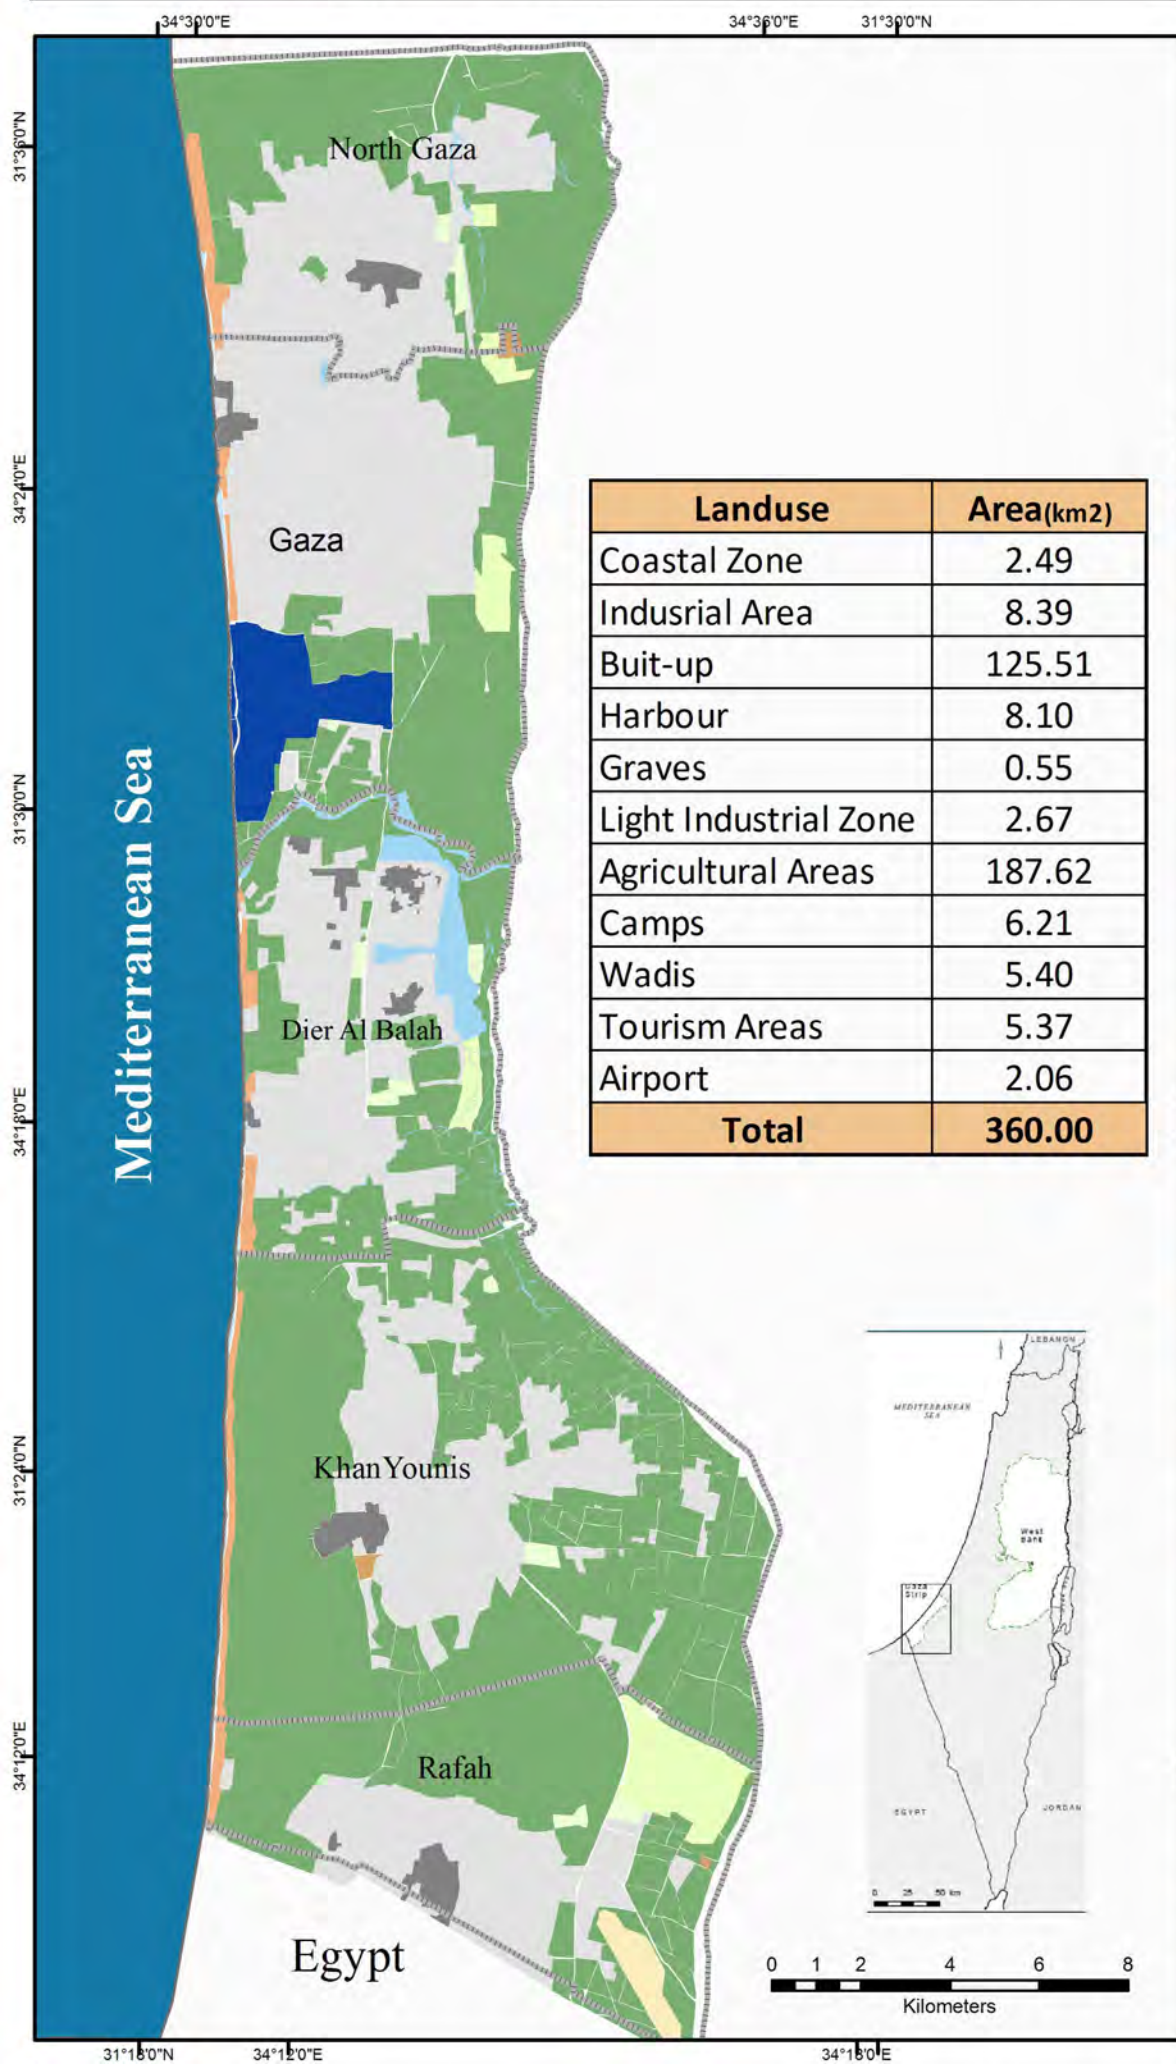 34°30'0"E
34°36'0"E
31°30'0"N
31°36'0"N
North Gaza
34°24'0"E
Gaza
Landuse Area(km2)
Coastal Zone 2.49
Indusrial Area 8.39
Buit-up 125.51
Harbour 8.10
Graves 0.55
Light Industrial Zone 2.67
Agricultural Areas 187.62
Camps 6.21
Wadis 5.40
Tourism Areas 5.37
Airport 2.06
Total 360.00
31°30'0"N
Mediterranean Sea
Dier Al Balah
34°18'0"E
LEBANON
MEDITERRANEAN
SEA
West
Bank
Gaza
Strip
EGYPT
JORDAN
0 25 50 km
31°24'0"N
KhanYounis
34°12'0"E
Rafah
Egypt
0 1 2 4 6 8
Kilometers
31°18'0"N
34°12'0"E
34°18'0"E